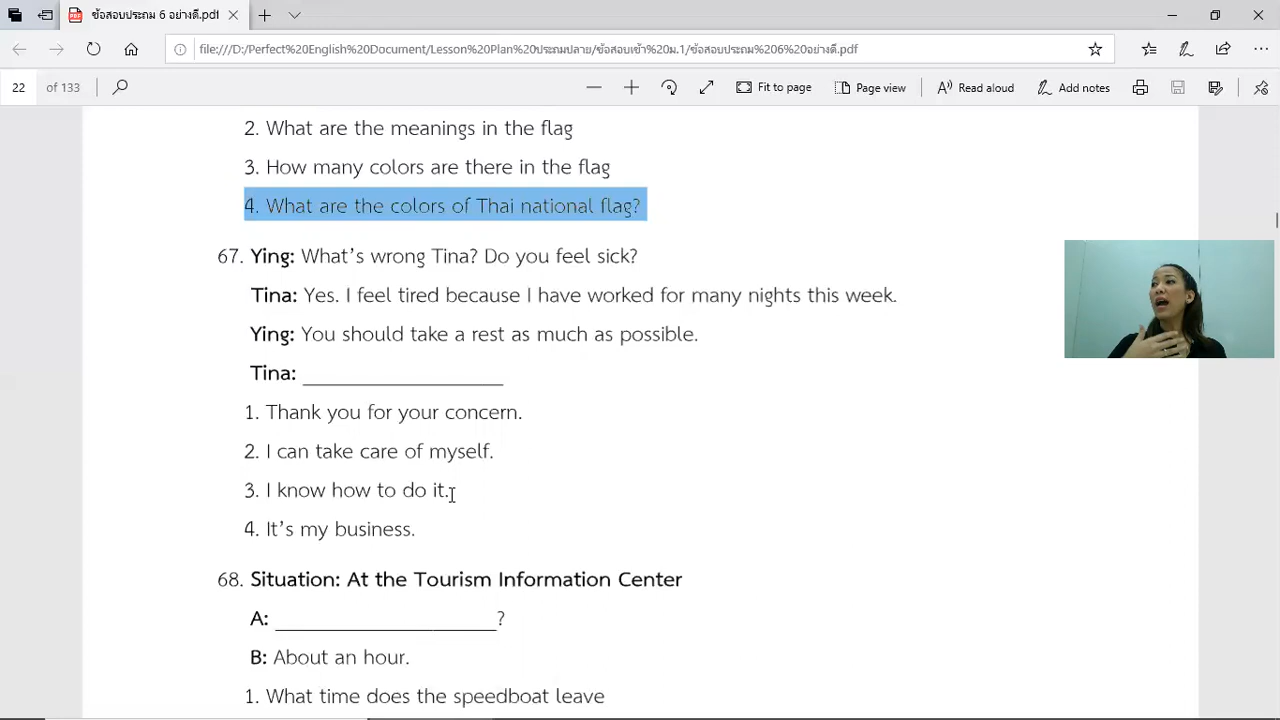 ข้อสอบประถม 6 อย่างดี.pdf
file:///D:/Perfect%20English%20Document/Lesson%20Plan%20ประถมปลาย/ข้อสอบเข้า%20ม.1/ข้อสอบประถม%206%20อย่างดี.pdf
22 of 133 Fit to page Page view Read aloud Add notes
2. What are the meanings in the flag
3. How many colors are there in the flag
4. What are the colors of Thai national flag?
67. Ying: What's wrong Tina? Do you feel sick?
Tina: Yes. I feel tired because I have worked for many nights this week.
Ying: You should take a rest as much as possible.
Tina: ____________________
1. Thank you for your concern.
2. I can take care of myself.
3. I know how to do it.
4. It's my business.
68. Situation: At the Tourism Information Center
A: ______________________?
B: About an hour.
1. What time does the speedboat leave